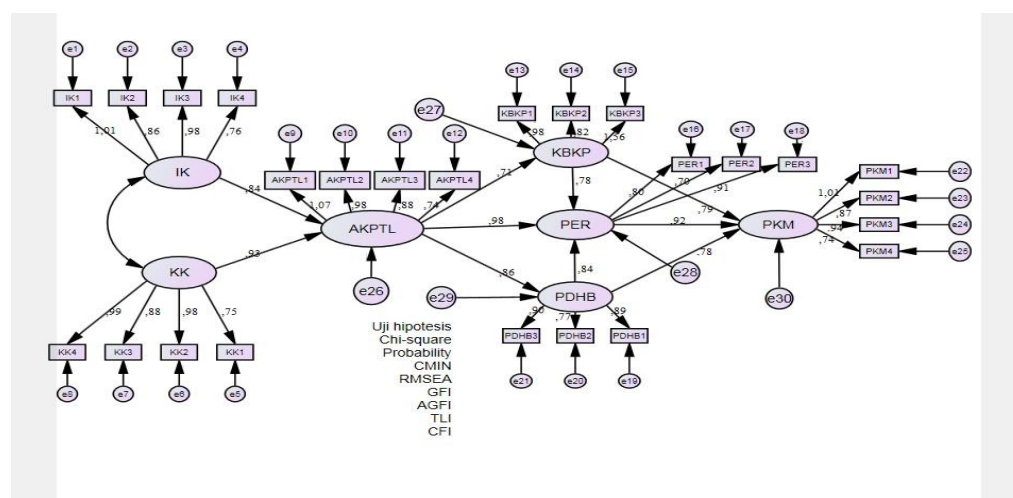 e1 e2 e3 e4
IK1 IK2 IK3 IK4
1,01 ,86 ,98 ,76
IK
,84
e9 e10 e11 e12
AKPTL1 AKPTL2 AKPTL3 AKPTL4
1,07 ,98 ,88 ,74
AKPTL
e26
,93
KK
,99 ,88 ,98 ,75
KK4 KK3 KK2 KK1
e8 e7 e6 e5
e27
e13 e14 e15
KBKP1 KBKP2 KBKP3
,98 ,82 1,56
KBKP
,71
,78
,79
e16 e17 e18
PER1 PER2 PER3
,80 ,70 ,91
,98
PER
,92
e28
,86
,84
,78
e29
PDHB
,90 ,77 ,89
PDHB3 PDHB2 PDHB1
e21 e20 e19
PKM
e30
1,01 ,87 ,94 ,74
PKM1 e22
PKM2 e23
PKM3 e24
PKM4 e25
Uji hipotesis
Chi-square
Probability
CMIN
RMSEA
GFI
AGFI
TLI
CFI